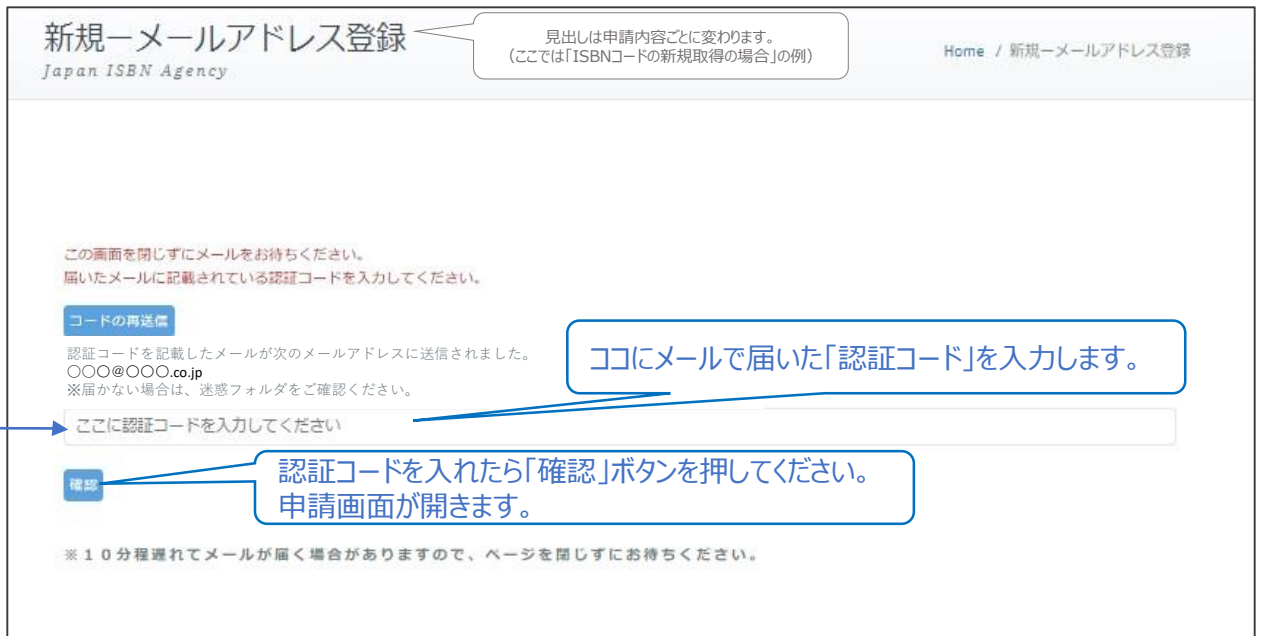 新規ーメールアドレス登録
Japan ISBN Agency
見出しは申請内容ごとに変わります。
(ここでは「ISBNコードの新規取得の場合」の例)
Home / 新規ーメールアドレス登録
この画面を閉じずにメールをお待ちください。
届いたメールに記載されている認証コードを入力してください。
コードの再送信
認証コードを記載したメールが次のメールアドレスに送信されました。
〇〇〇@〇〇〇.co.jp
※届かない場合は、迷惑フォルダをご確認ください。
ココにメールで届いた「認証コード」を入力します。
ここに認証コードを入力してください
確認
認証コードを入れたら「確認」ボタンを押してください。
申請画面が開きます。
※10分程遅れてメールが届く場合がありますので、ページを閉じずにお待ちください。